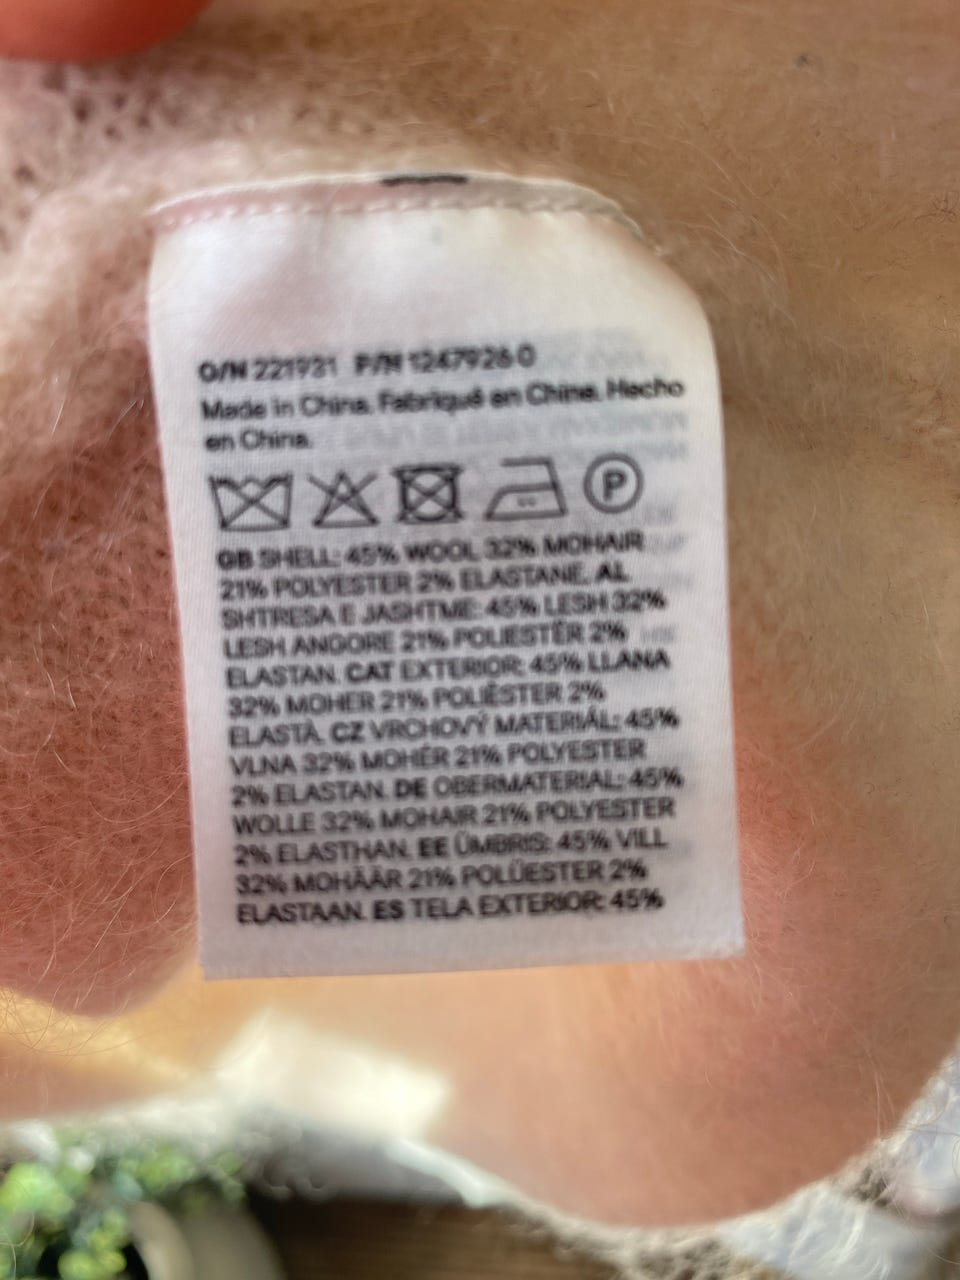 O/N 221931 P/N 1247926 0
Made in China. Fabriqué en Chine. Hecho
en China.
P
GB SHELL: 45% WOOL 32% MOHAIR
21% POLYESTER 2% ELASTANE. AL
SHTRESA E JASHTME: 45% LESH 32%
LESH ANGORE 21% POLIESTËR 2%
ELASTAN. CAT EXTERIOR: 45% LLANA
32% MOHER 21% POLIÈSTER 2%
ELASTÀ. CZ VRCHOVÝ MATERIÁL: 45%
VLNA 32% MOHÉR 21% POLYESTER
2% ELASTAN. DE OBERMATERIAL: 45%
WOLLE 32% MOHAIR 21% POLYESTER
2% ELASTHAN. EE ÜMBRIS: 45% VILL
32% MOHÄÄR 21% POLÜESTER 2%
ELASTAAN. ES TELA EXTERIOR: 45%